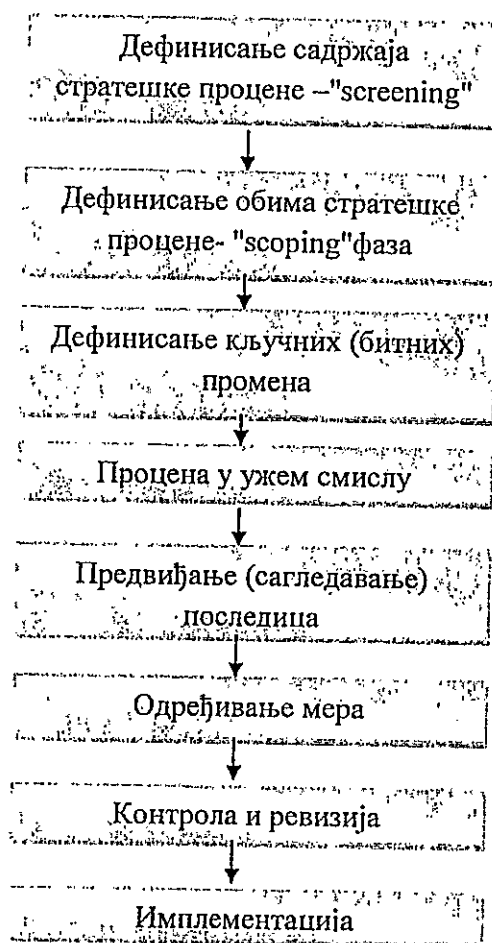 Дефинисање садржаја
стратешке процене –"screening"
Дефинисање обима стратешке
процене- "scoping"фаза
Дефинисање кључних (битних)
промена
Процена у ужем смислу
Предвиђање (сагледавање)
последица
Одређивање мера
Контрола и ревизија
Имплементација